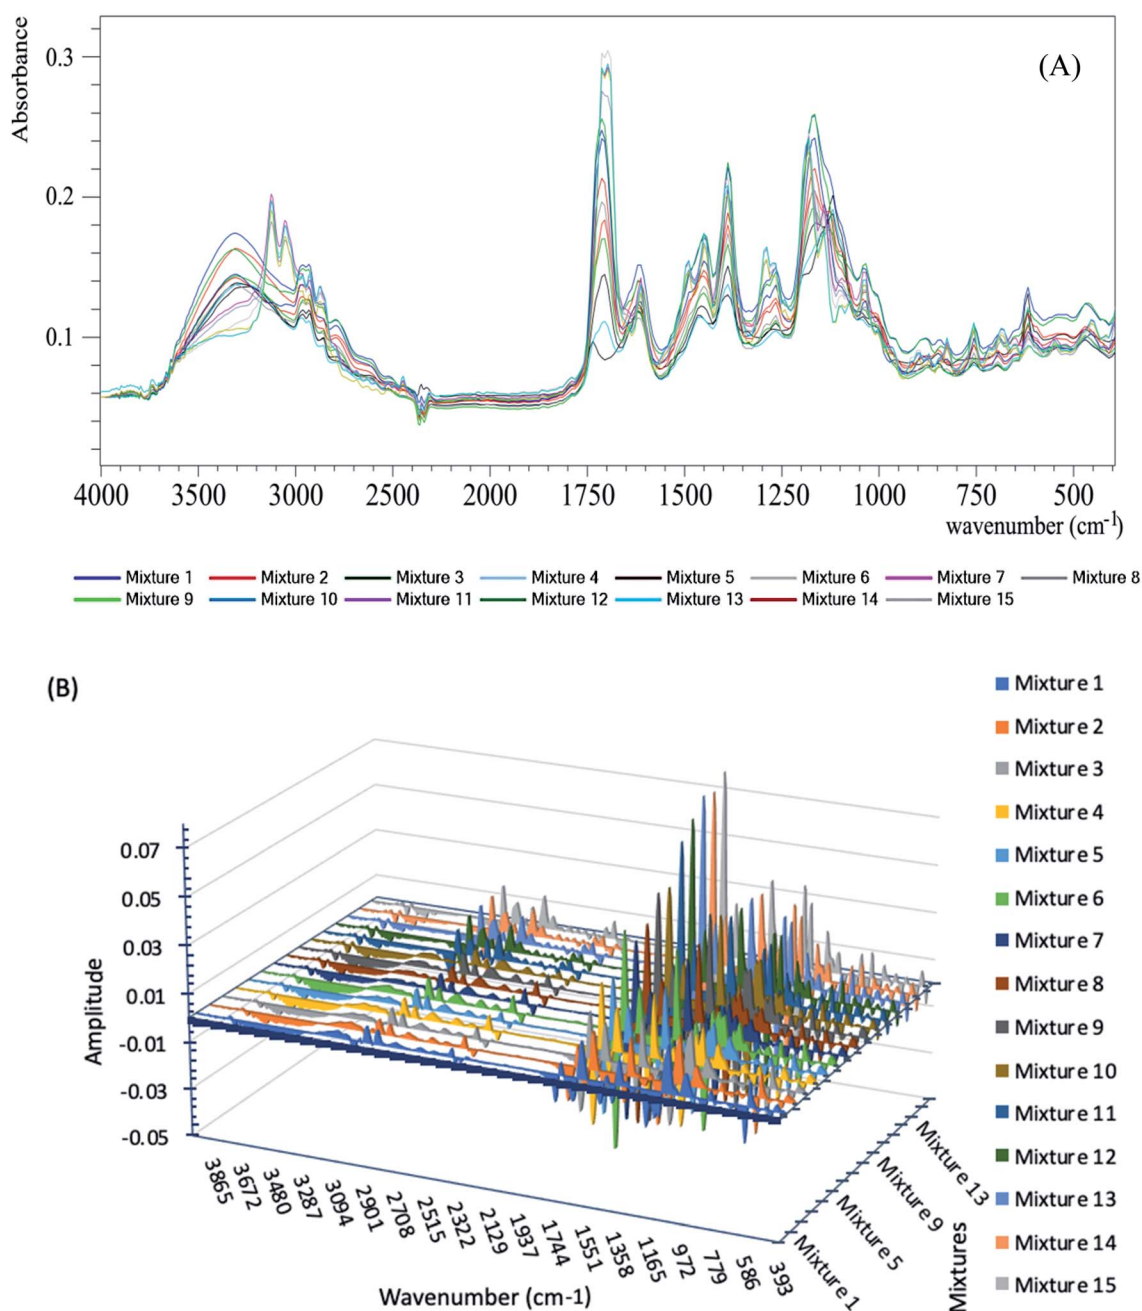 Absorbance
(A)
0.3
0.2
0.1
4000 3500 3000 2500 2000 1750 1500 1250 1000 750 500
wavenumber (cm-1)
Mixture 1 Mixture 2 Mixture 3 Mixture 4 Mixture 5 Mixture 6 Mixture 7 Mixture 8
Mixture 9 Mixture 10 Mixture 11 Mixture 12 Mixture 13 Mixture 14 Mixture 15
(B)
Mixture 1
Mixture 2
Mixture 3
Mixture 4
Mixture 5
Mixture 6
Mixture 7
Mixture 8
Mixture 9
Mixture 10
Mixture 11
Mixture 12
Mixture 13
Mixture 14
Mixture 15
Amplitude
0.07
0.05
0.03
0.01
-0.01
-0.03
-0.05
3865 3672 3480 3287 3094 2901 2708 2515 2322 2129 1937 1744 1551 1358 1165 972 779 586 393
Wavenumber (cm-1)
Mixture 1
Mixture 5
Mixture 9
Mixture 13
Mixtures